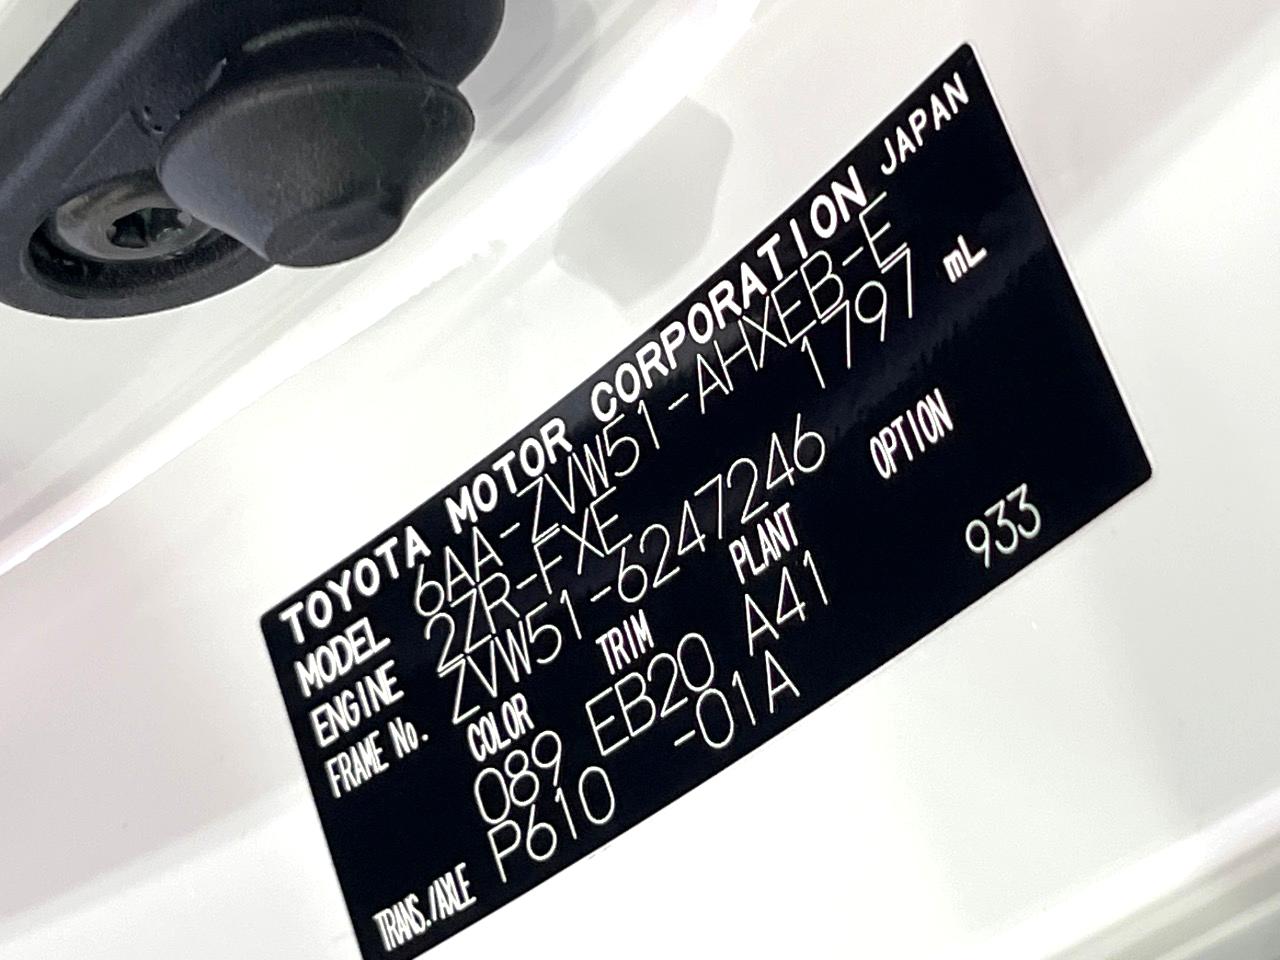 TOYOTA MOTOR CORPORATION JAPAN
MODEL 6AA-ZVW51-AHXEB-E
ENGINE 2ZR-FXE 1797 mL
FRAME No. ZVW51-6247246
COLOR TRIM PLANT OPTION
089 EB20 A41 933
TRANS./AXLE P610 -01A